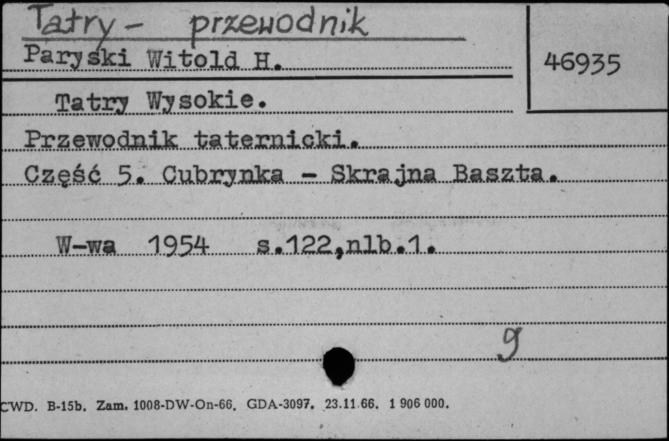 Tatry - przewodnik
Paryski Witold H.
46935
Tatry Wysokie.
Przewodnik taternicki.
Część 5. Cubrynka - Skrajna Baszta.
W-wa 1954 s.122,nlb.1.
9
CWD. B-15b. Zam. 1008-DW-On-66. GDA-3097. 23.11.66. 1 906 000.